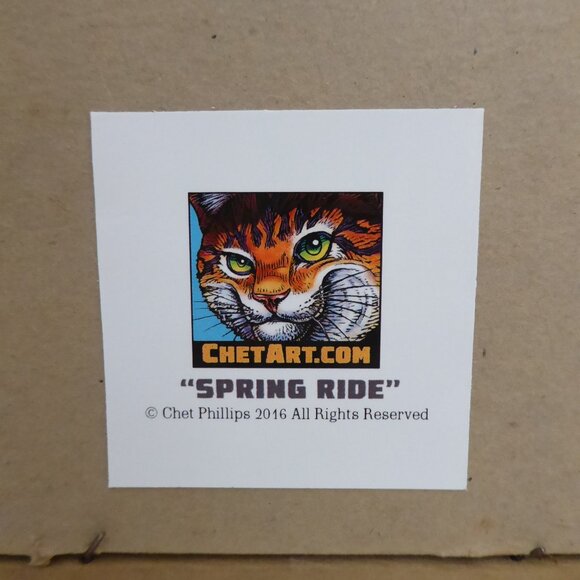 CHETART.COM
“SPRING RIDE”
© Chet Phillips 2016 All Rights Reserved